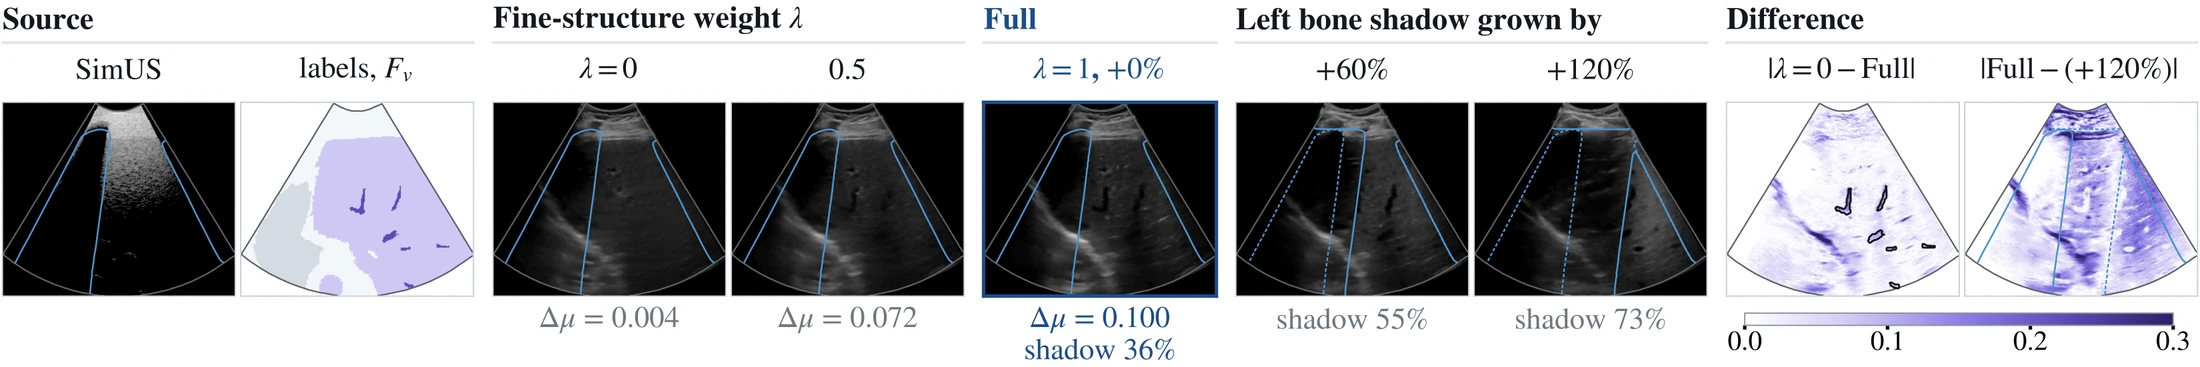 Source
Fine-structure weight λ
Full
Left bone shadow grown by
Difference
SimUS
labels, Fᵥ
λ = 0
0.5
λ = 1, +0%
+60%
+120%
|λ = 0 – Full|
|Full – (+120%)|
Δμ = 0.004
Δμ = 0.072
Δμ = 0.100
shadow 36%
shadow 55%
shadow 73%
0.0
0.1
0.2
0.3